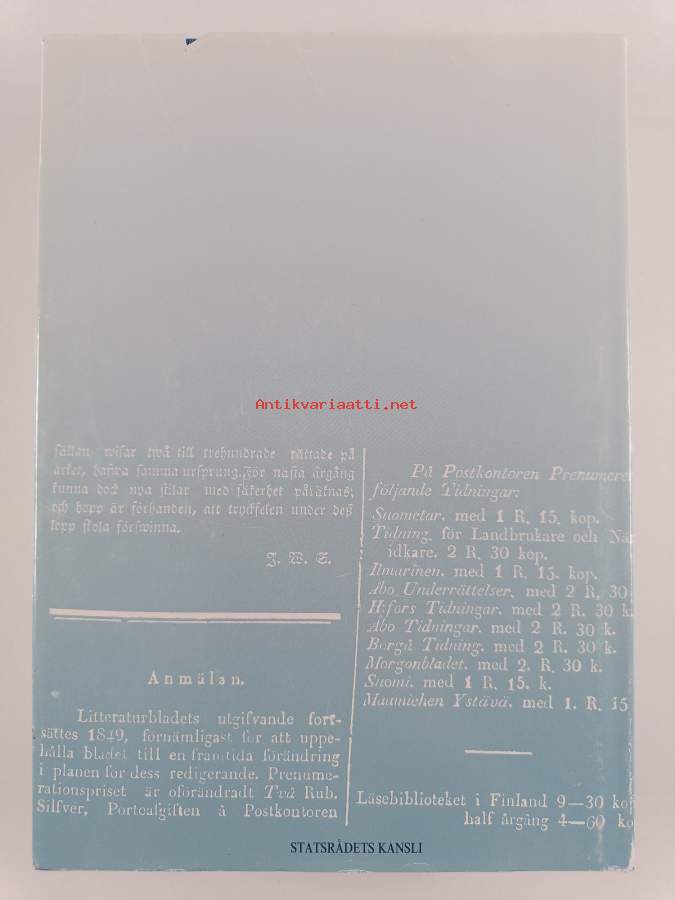 sällan wisar twå till trehundrade rättade på
arket, hafwa samma ursprung. För nästa årgång
kunna dock nya stilar med säkerhet påräknas;
och hopp är förhanden, att tryckfelen under deß
lopp skola förswinna.
J. W. S.
Anmälan.
Litteraturbladets utgifvande fort-
sättes 1849, förnämligast för att uppe-
hålla bladet till en framtida förändring
i planen för dess redigerande. Prenume-
rationspriset är oförändradt Två Rub.
Silfver, Porteafgiften å Postkontoren
På Postkontoren Prenumere
följande Tidningar:
Suometar. med 1 R. 15. kop.
Tidning. för Landbrukare och Nä
idkare. 2 R. 30 kop.
Ilmarinen. med 1 R. 15. kop.
Åbo Underrättelser. med 2 R. 30
H:fors Tidningar. med 2 R. 30 k.
Åbo Tidningar. med 2 R. 30 k.
Borgå Tidning. med 2 R. 30 k.
Morgonbladet. med 2. R. 30 k.
Suomi. med 1 R. 15. k.
Maamiehen Ystävä. med 1. R. 15
Läsebiblioteket i Finland 9—30 ko
half årgång 4—60 ko
STATSRÅDETS KANSLI
Antikvariaatti.net